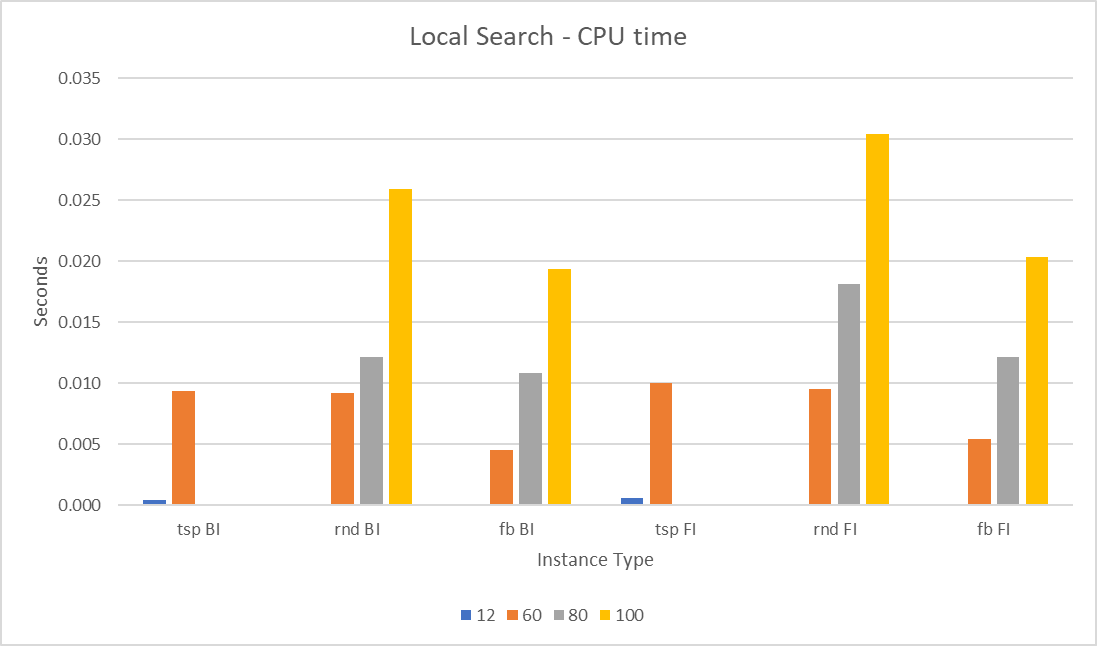 Local Search - CPU time
0.035
0.030
0.025
0.020
0.015
0.010
0.005
0.000
Seconds
tsp BI rnd BI fb BI tsp FI rnd FI fb FI
Instance Type
12 60 80 100